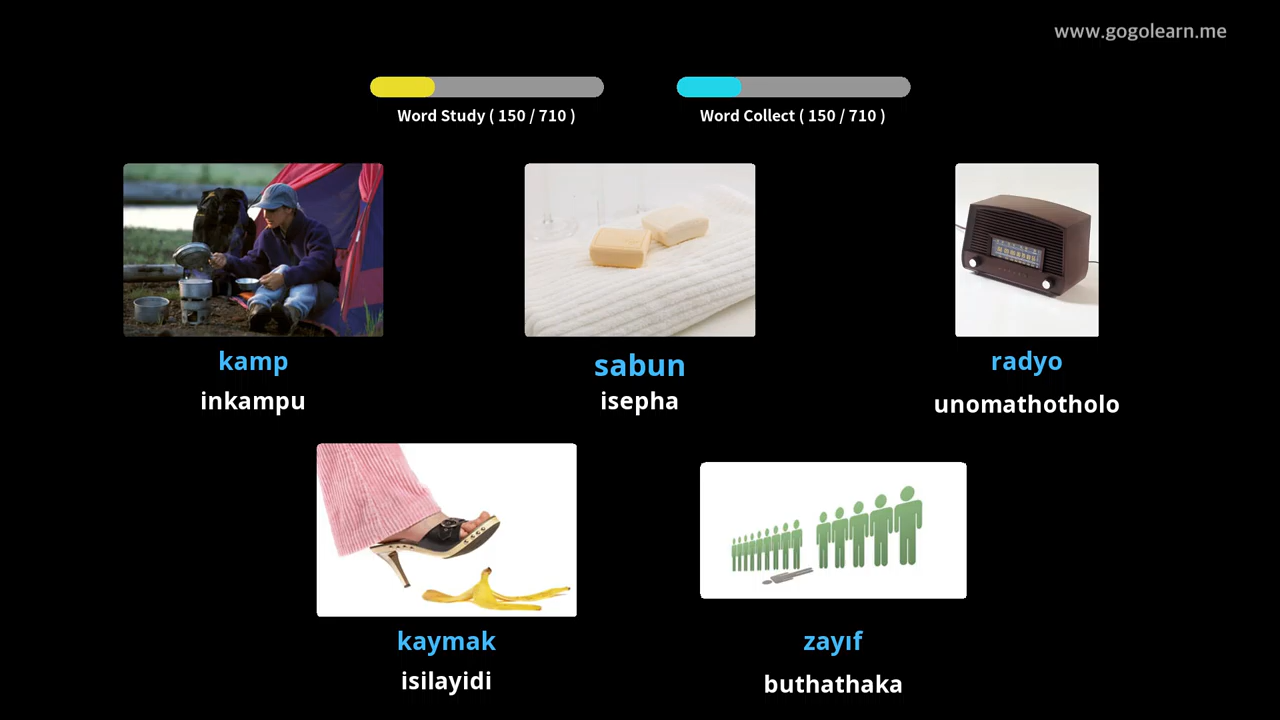 www.gogolearn.me
Word Study ( 150 / 710 )
Word Collect ( 150 / 710 )
kamp
inkampu
sabun
isepha
radyo
unomathotholo
kaymak
isilayidi
zayıf
buthathaka